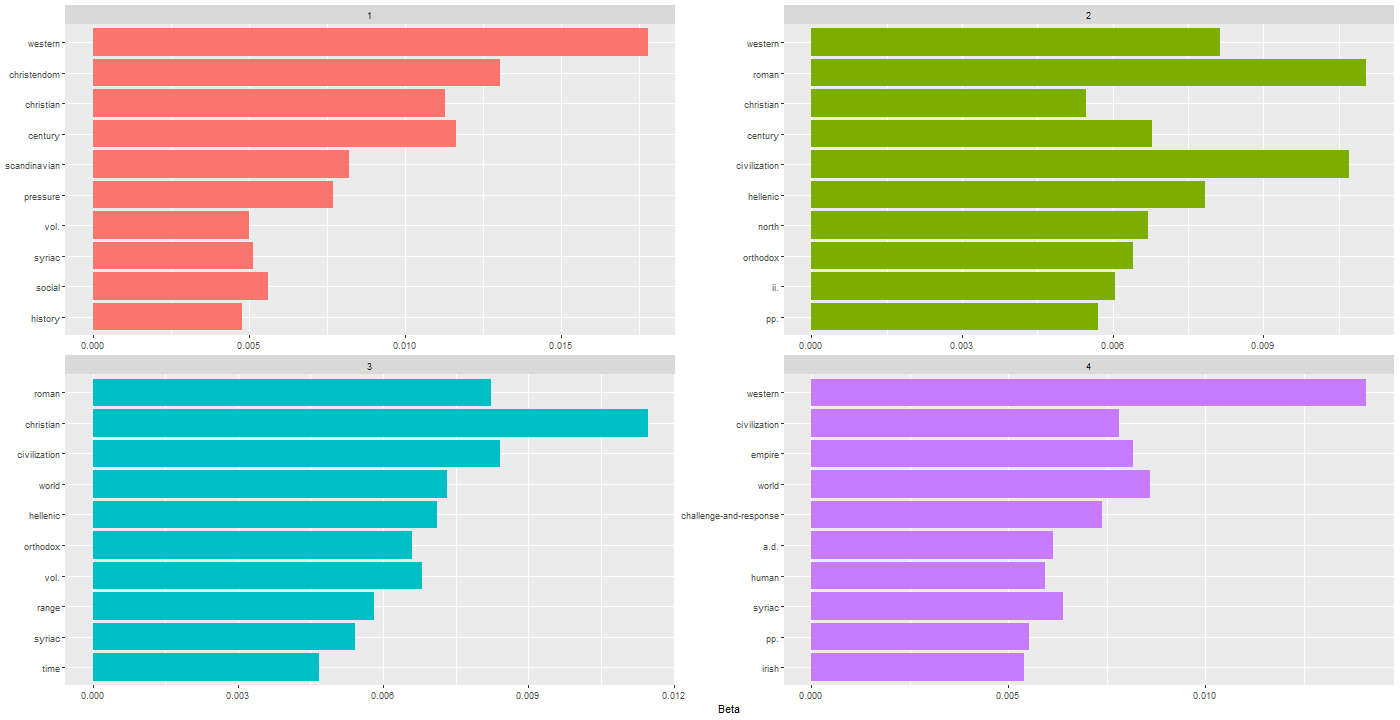 1
western
christendom
christian
century
scandinavian
pressure
vol.
syriac
social
history
0.000 0.005 0.010 0.015
2
western
roman
christian
century
civilization
hellenic
north
orthodox
ii.
pp.
0.000 0.003 0.006 0.009
3
roman
christian
civilization
world
hellenic
orthodox
vol.
range
syriac
time
0.000 0.003 0.006 0.009 0.012
4
western
civilization
empire
world
challenge-and-response
a.d.
human
syriac
pp.
irish
0.000 0.005 0.010
Beta